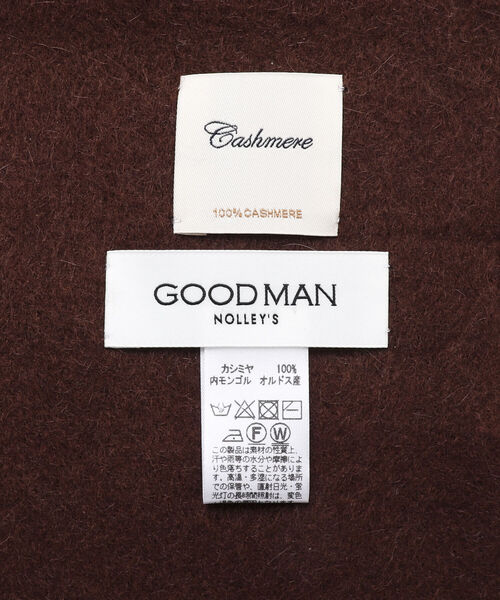 Cashmere
100% CASHMERE
GOODMAN
NOLLEY'S
カシミヤ 100%
内モンゴル オルドス産
F W
この製品は素材の性質上、
汗や雨等の水分や摩擦によ
り色落ちすることがありま
す。高温・多湿になる場所
での保管や、直射日光・蛍
光灯の長時間照射は、変色